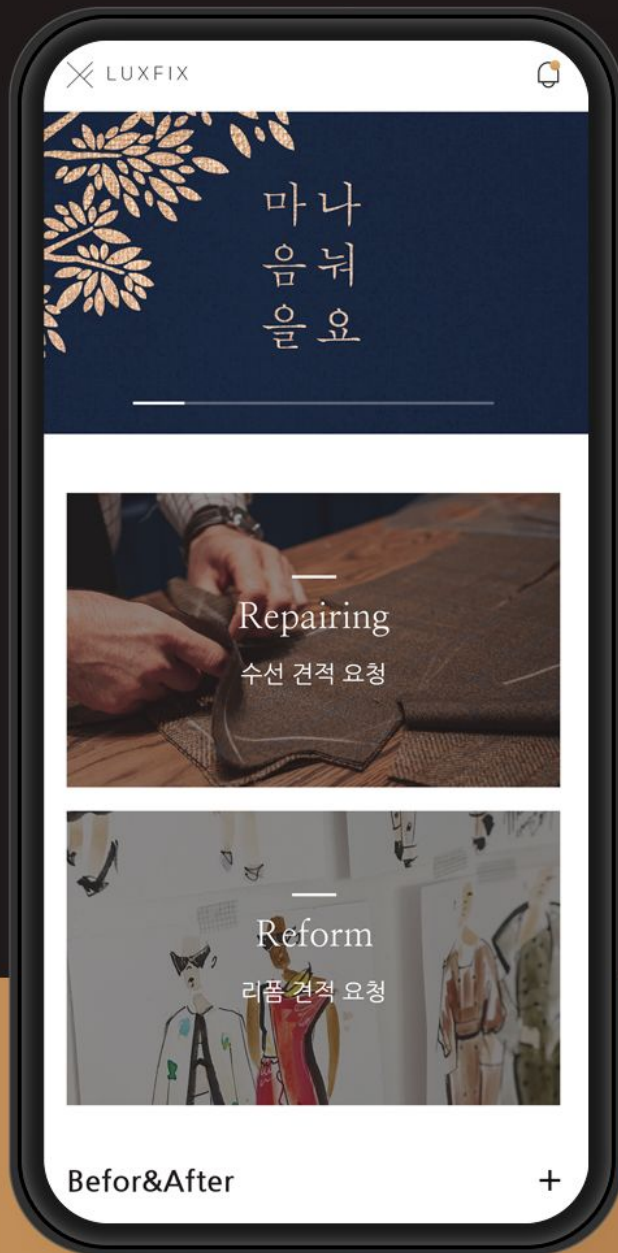 LUXFIX
마음을
나눠요
Repairing
수선 견적 요청
Reform
리폼 견적 요청
Befor&After +